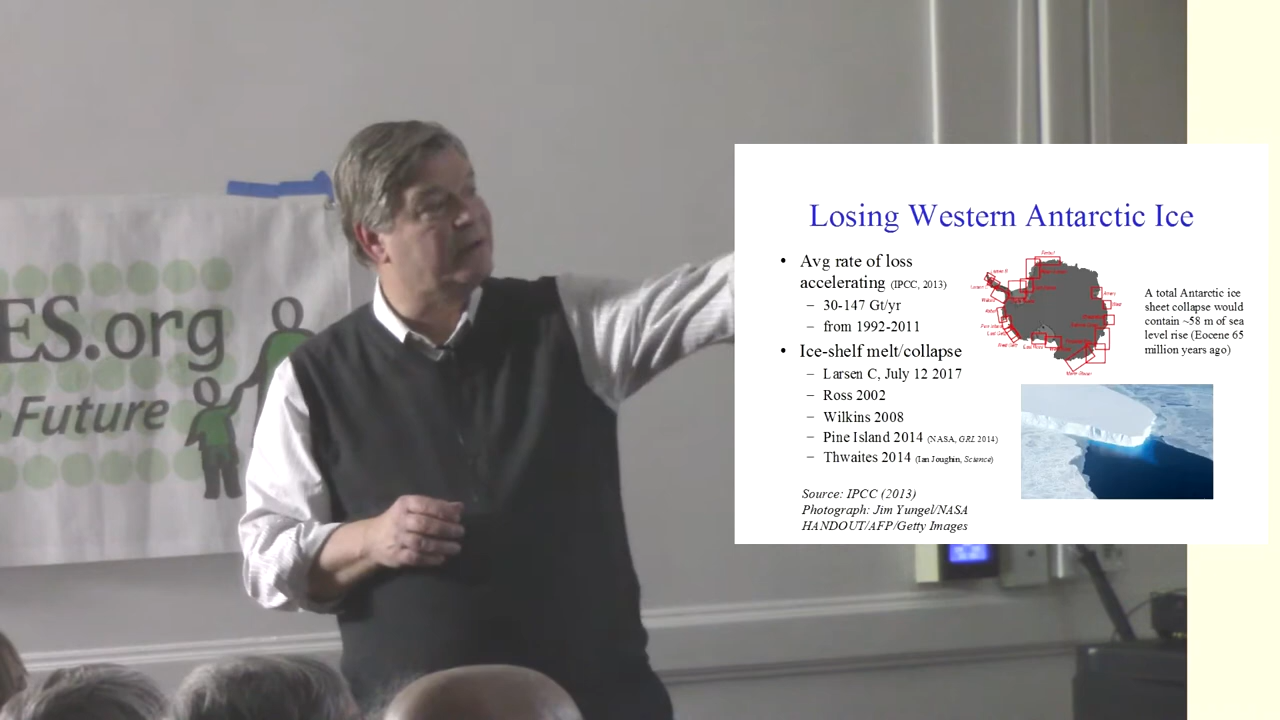 ES.org
Future
Losing Western Antarctic Ice
• Avg rate of loss
accelerating (IPCC, 2013)
– 30-147 Gt/yr
– from 1992-2011
• Ice-shelf melt/collapse
– Larsen C, July 12 2017
– Ross 2002
– Wilkins 2008
– Pine Island 2014 (NASA, GRL 2014)
– Thwaites 2014 (Ian Joughin, Science)
Source: IPCC (2013)
Photograph: Jim Yungel/NASA
HANDOUT/AFP/Getty Images
A total Antarctic ice
sheet collapse would
contain ~58 m of sea
level rise (Eocene 65
million years ago)